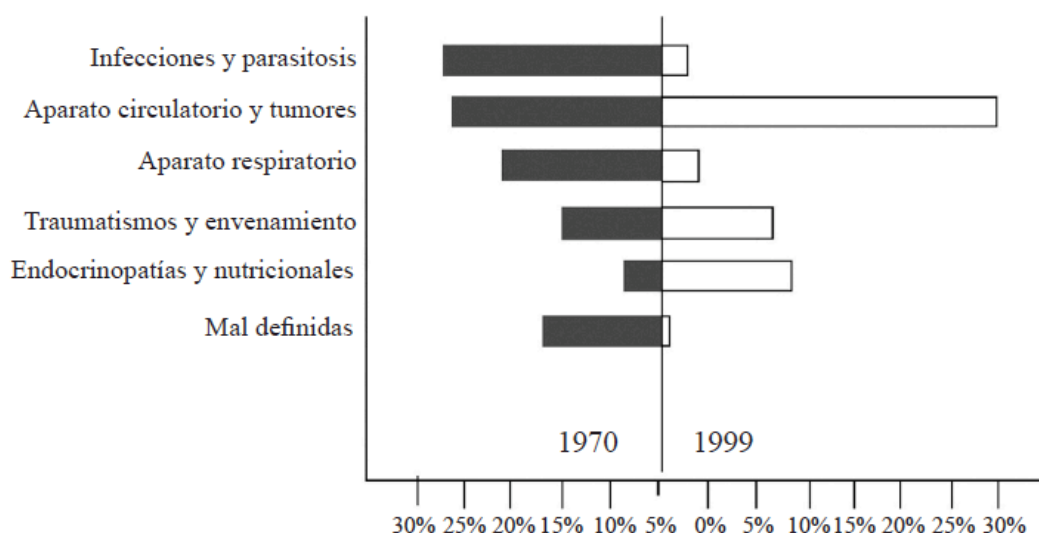 Infecciones y parasitosis
Aparato circulatorio y tumores
Aparato respiratorio
Traumatismos y envenamiento
Endocrinopatías y nutricionales
Mal definidas
1970 1999
30% 25% 20% 15% 10% 5% 0% 5% 10% 15% 20% 25% 30%